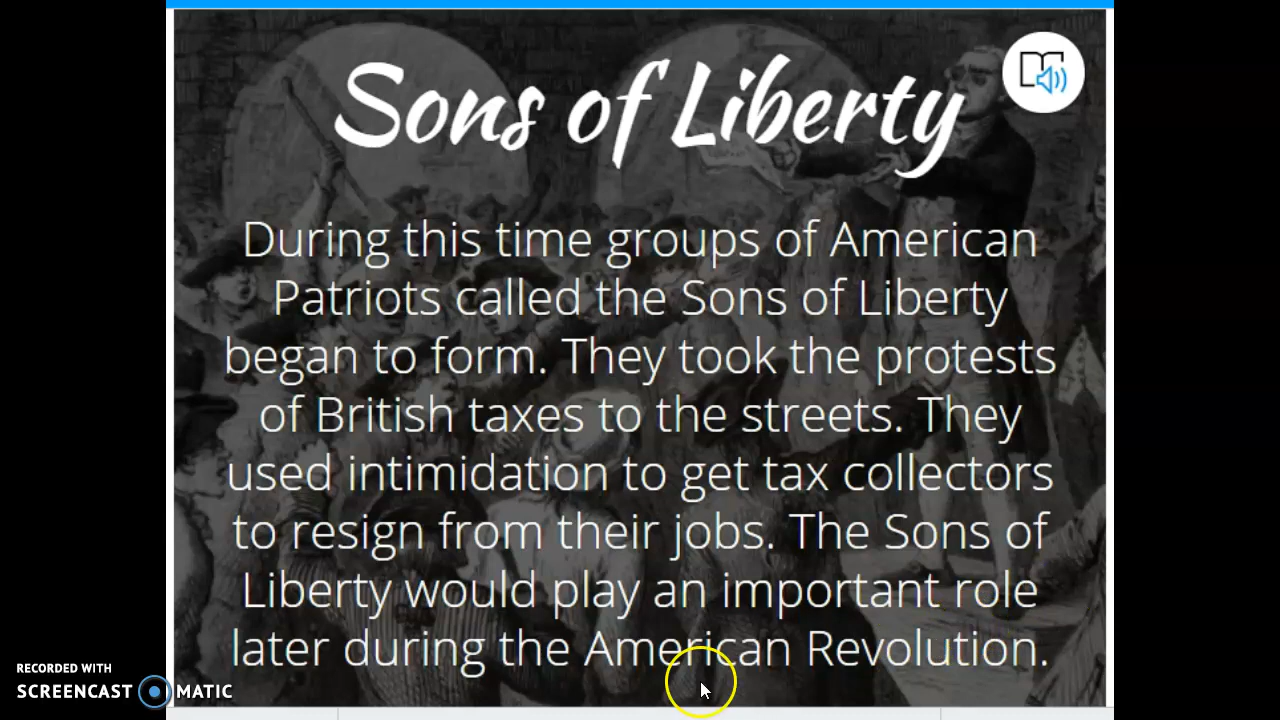 Sons of Liberty
During this time groups of American
Patriots called the Sons of Liberty
began to form. They took the protests
of British taxes to the streets. They
used intimidation to get tax collectors
to resign from their jobs. The Sons of
Liberty would play an important role
later during the American Revolution.
RECORDED WITH
SCREENCAST MATIC